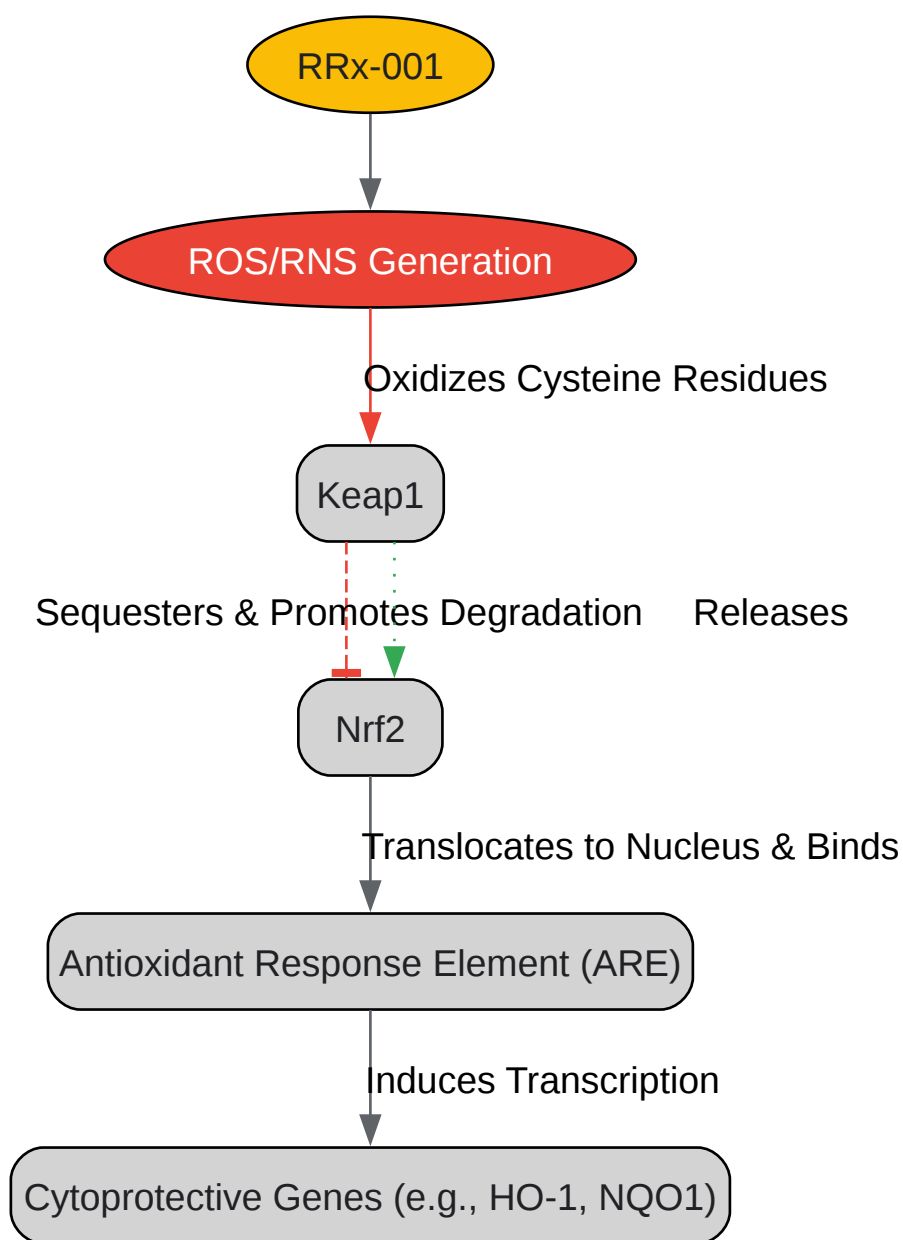 RRx-001
ROS/RNS Generation
Oxidizes Cysteine Residues
Keap1
Sequesters & Promotes Degradation
Releases
Nrf2
Translocates to Nucleus & Binds
Antioxidant Response Element (ARE)
Induces Transcription
Cytoprotective Genes (e.g., HO-1, NQO1)